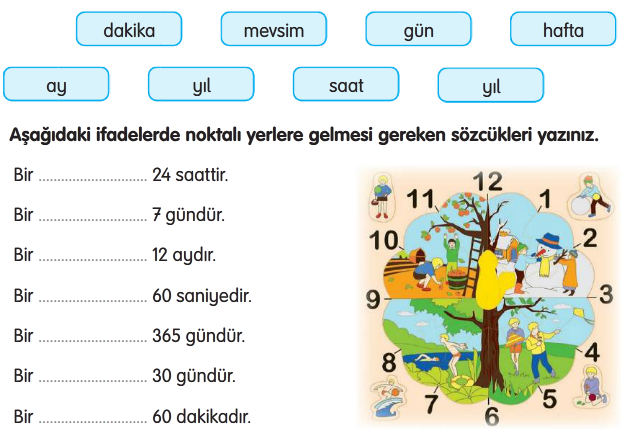 dakika mevsim gün hafta
ay yıl saat yıl
Aşağıdaki ifadelerde noktalı yerlere gelmesi gereken sözcükleri yazınız.
Bir ........................... 24 saattir.
Bir ........................... 7 gündür.
Bir ........................... 12 aydır.
Bir ........................... 60 saniyedir.
Bir ........................... 365 gündür.
Bir ........................... 30 gündür.
Bir ........................... 60 dakikadır.
12
11 1
10 2
9 3
8 4
7 5
6